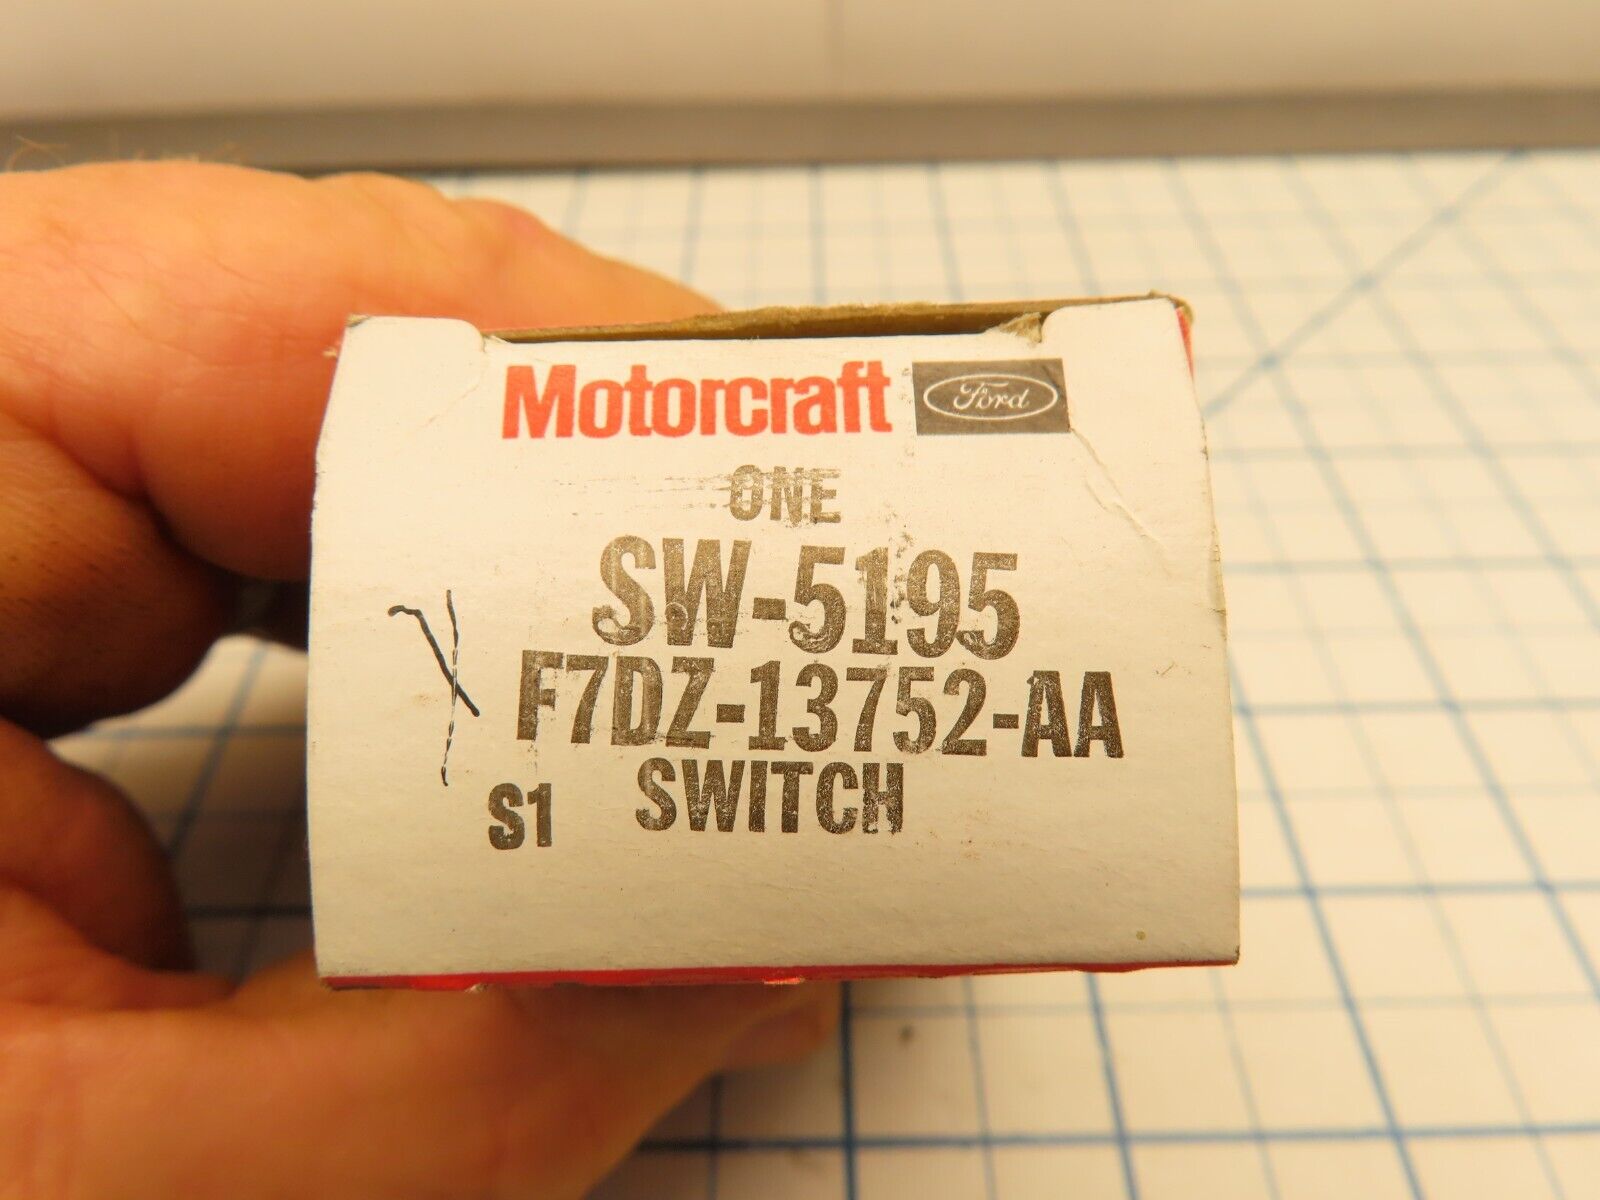 Motorcraft Ford
ONE
SW-5195
F7DZ-13752-AA
S1 SWITCH